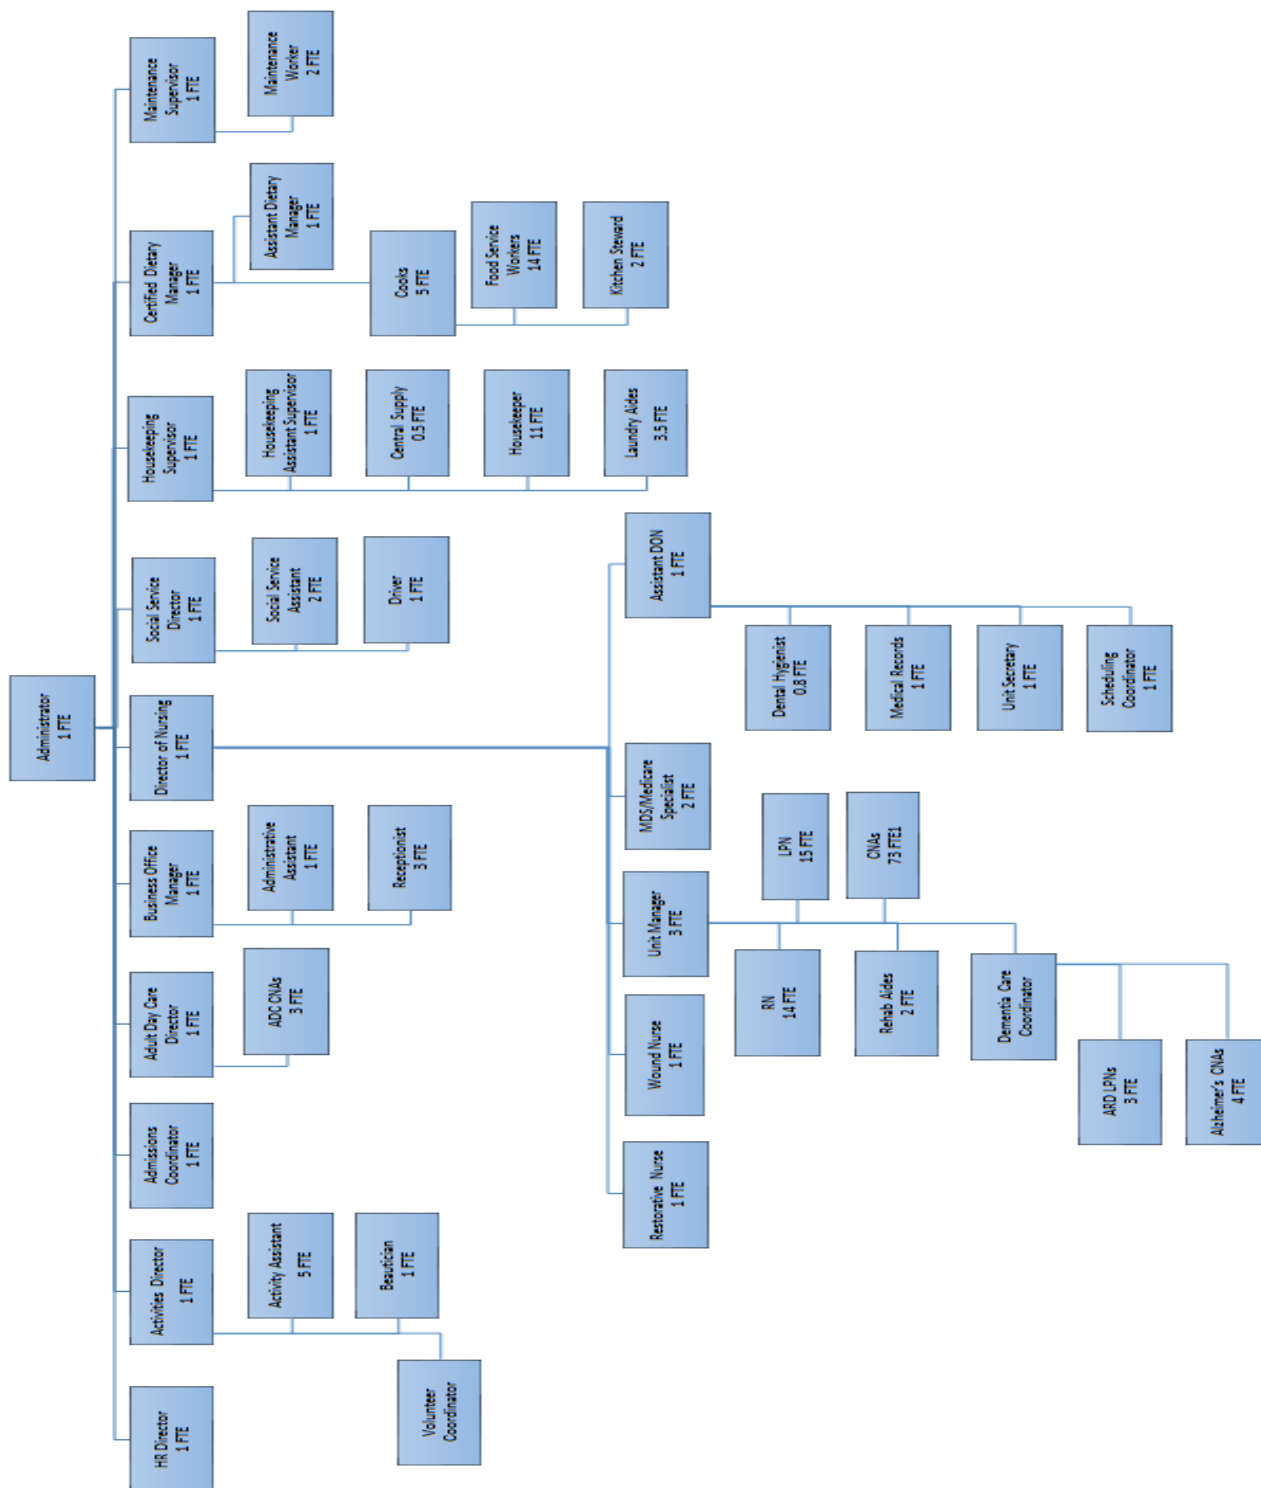 Administrator
1 FTE
HR Director
1 FTE
Activities Director
1 FTE
Admissions
Coordinator
1 FTE
Adult Day Care
Director
1 FTE
Business Office
Manager
1 FTE
Director of Nursing
1 FTE
Social Service
Director
1 FTE
Housekeeping
Supervisor
1 FTE
Certified Dietary
Manager
1 FTE
Maintenance
Supervisor
1 FTE
Activity Assistant
5 FTE
Beautician
1 FTE
Volunteer
Coordinator
ADC CNAs
3 FTE
Administrative
Assistant
1 FTE
Receptionist
3 FTE
Social Service
Assistant
2 FTE
Driver
1 FTE
Housekeeping
Assistant Supervisor
1 FTE
Central Supply
0.5 FTE
Housekeeper
11 FTE
Laundry Aides
3.5 FTE
Assistant Dietary
Manager
1 FTE
Cooks
5 FTE
Food Service
Workers
14 FTE
Kitchen Steward
2 FTE
Maintenance
Worker
2 FTE
Restorative Nurse
1 FTE
Wound Nurse
1 FTE
Unit Manager
3 FTE
MDS/Medicare
Specialist
2 FTE
Assistant DON
1 FTE
RN
14 FTE
LPN
15 FTE
Rehab Aides
2 FTE
CNAs
73 FTE1
Dementia Care
Coordinator
ARD LPNs
3 FTE
Alzheimer's CNAs
4 FTE
Dental Hygienist
0.8 FTE
Medical Records
1 FTE
Unit Secretary
1 FTE
Scheduling
Coordinator
1 FTE